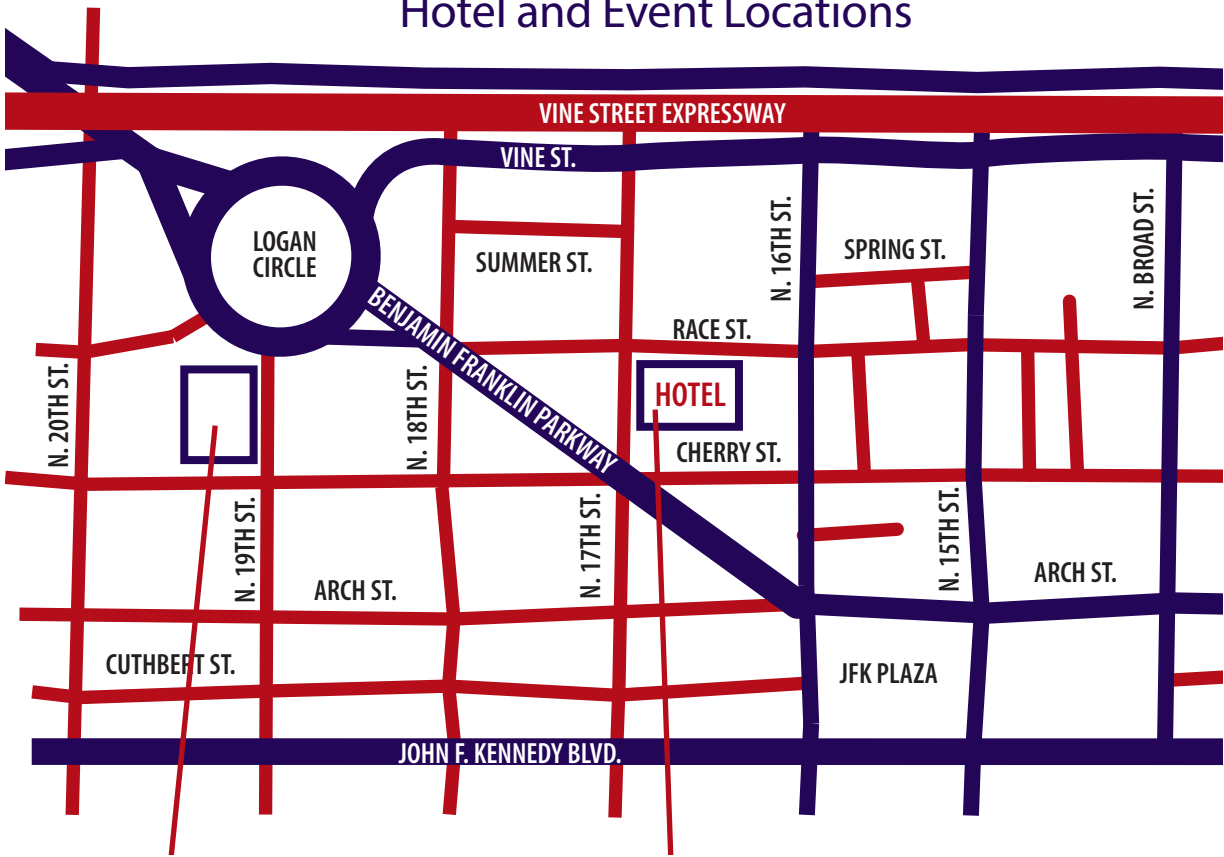 Hotel and Event Locations
VINE STREET EXPRESSWAY
VINE ST.
LOGAN
CIRCLE
SUMMER ST.
N. 16TH ST.
SPRING ST.
N. BROAD ST.
BENJAMIN FRANKLIN PARKWAY
RACE ST.
N. 20TH ST.
N. 18TH ST.
HOTEL
CHERRY ST.
N. 19TH ST.
N. 17TH ST.
N. 15TH ST.
ARCH ST.
ARCH ST.
CUTHBERT ST.
JFK PLAZA
JOHN F. KENNEDY BLVD.